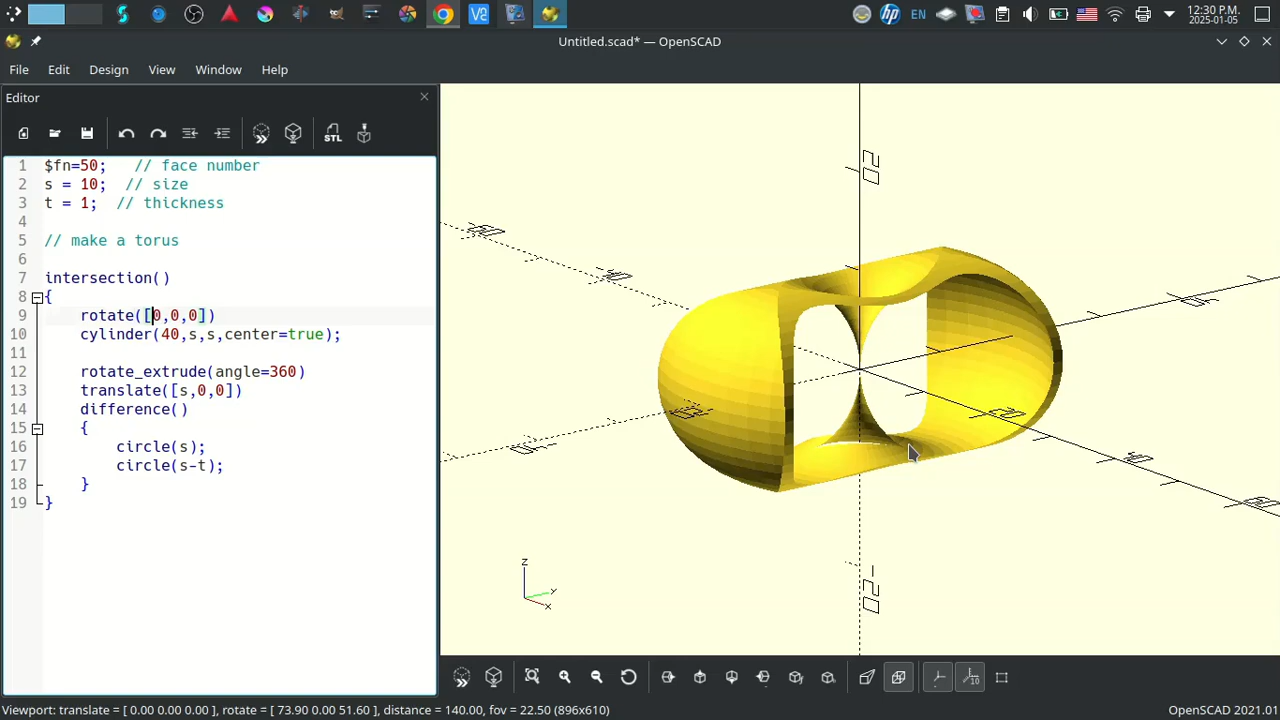 EN
12:30 P.M.
2025-01-05
Untitled.scad* — OpenSCAD
File Edit Design View Window Help
Editor
STL
1 $fn=50; // face number
2 s = 10; // size
3 t = 1; // thickness
4
5 // make a torus
6
7 intersection()
8 {
9 rotate([0,0,0])
10 cylinder(40,s,s,center=true);
11
12 rotate_extrude(angle=360)
13 translate([s,0,0])
14 difference()
15 {
16 circle(s);
17 circle(s-t);
18 }
19 }
20
-20
z
y
x
10
Viewport: translate = [ 0.00 0.00 0.00 ], rotate = [ 73.90 0.00 51.60 ], distance = 140.00, fov = 22.50 (896x610)
OpenSCAD 2021.01